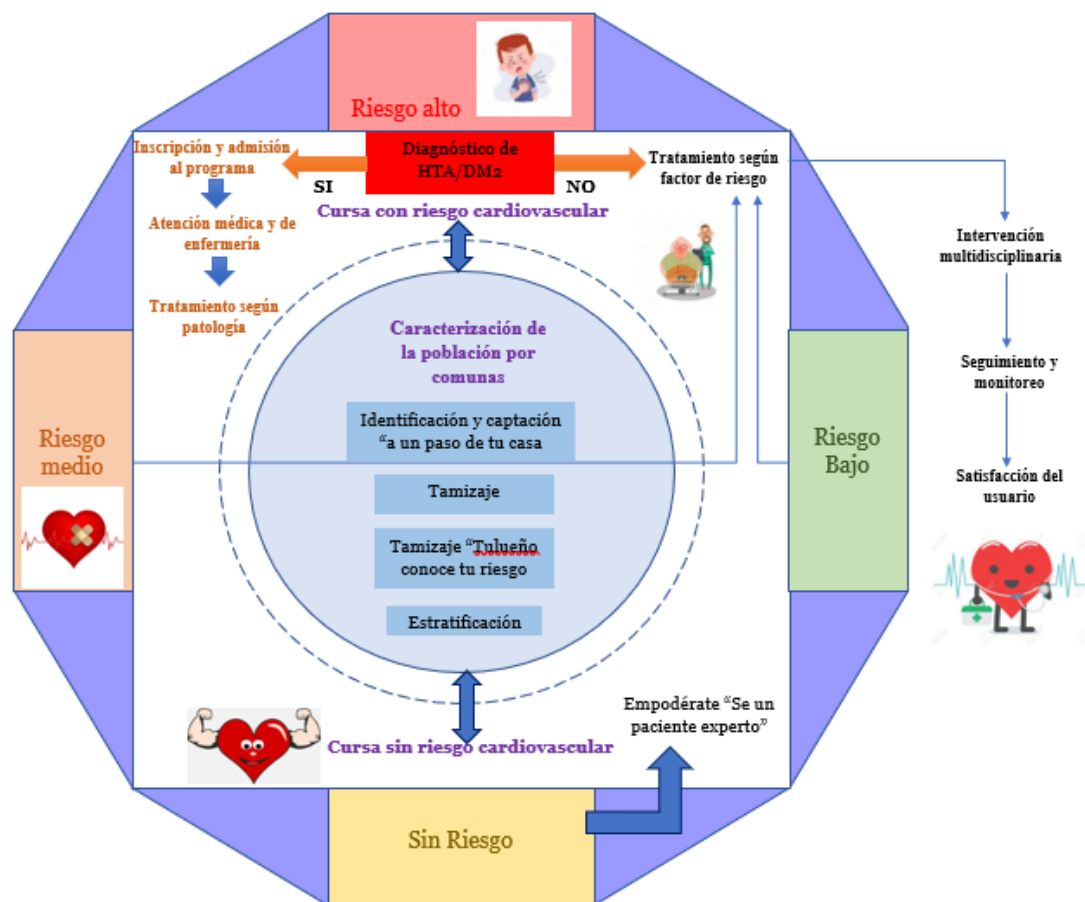 Riesgo alto
Inscripción y admisión
al programa
Diagnóstico de
HTA/DM2
SI
NO
Tratamiento según
factor de riesgo
Cursa con riesgo cardiovascular
Atención médica y de
enfermería
Tratamiento según
patología
Intervención
multidisciplinaria
Caracterización de
la población por
comunas
Seguimiento y
monitoreo
Identificación y captación
“a un paso de tu casa
Riesgo
medio
Riesgo
Bajo
Tamizaje
Satisfacción del
usuario
Tamizaje “Tulueño
conoce tu riesgo
Estratificación
Empodérate “Se un
paciente experto”
Cursa sin riesgo cardiovascular
Sin Riesgo